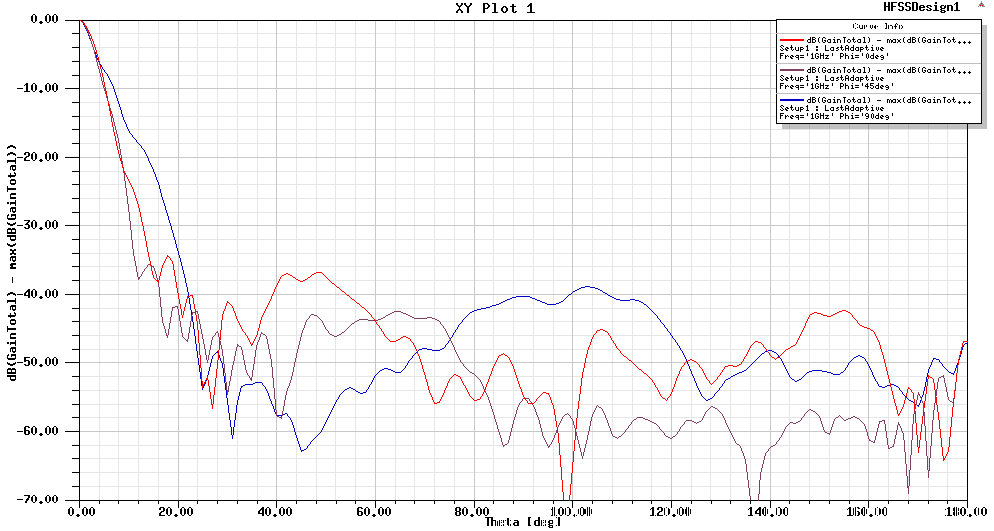 XY Plot 1
HFSSDesign1
Curve Info
dB(GainTotal) - max(dB(GainTot...
Setup1 : LastAdaptive
Freq='1GHz' Phi='0deg'
dB(GainTotal) - max(dB(GainTot...
Setup1 : LastAdaptive
Freq='1GHz' Phi='45deg'
dB(GainTotal) - max(dB(GainTot...
Setup1 : LastAdaptive
Freq='1GHz' Phi='90deg'
dB(GainTotal) - max(dB(GainTotal))
0.00
-10.00
-20.00
-30.00
-40.00
-50.00
-60.00
-70.00
0.00 20.00 40.00 60.00 80.00 100.00 120.00 140.00 160.00 180.00
Theta [deg]